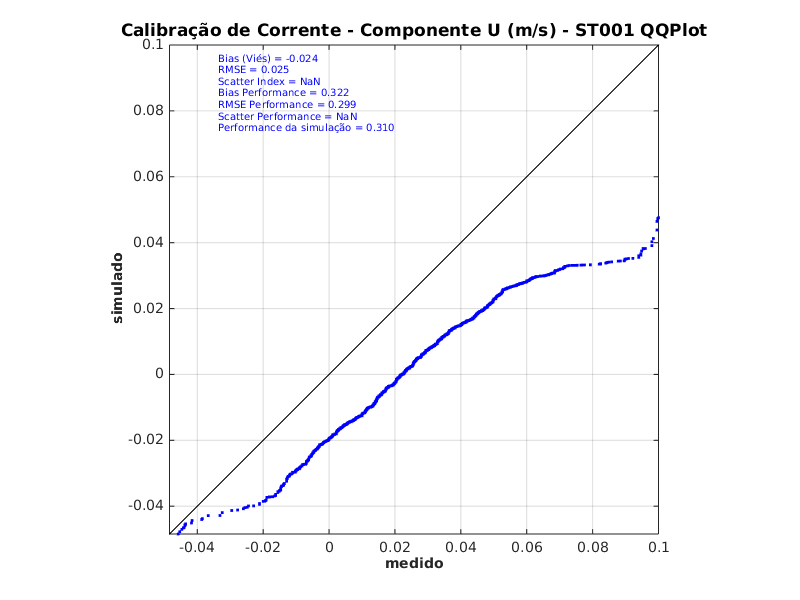 Calibração de Corrente - Componente U (m/s) - ST001 QQPlot
Bias (Viés) = -0.024
RMSE = 0.025
Scatter Index = NaN
Bias Performance = 0.322
RMSE Performance = 0.299
Scatter Performance = NaN
Performance da simulação = 0.310
0.1
0.08
0.06
0.04
0.02
0
-0.02
-0.04
simulado
-0.04
-0.02
0
0.02
0.04
0.06
0.08
0.1
medido